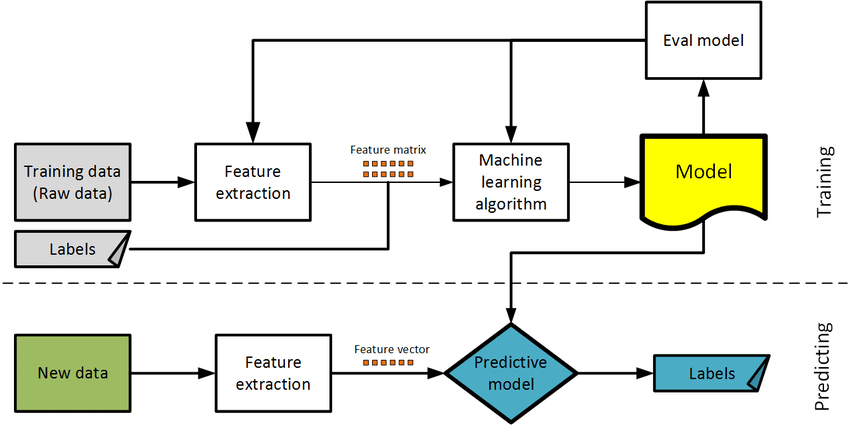 Eval model
Training data
(Raw data)
Feature
extraction
Feature matrix
Machine
learning
algorithm
Model
Training
Labels
New data
Feature
extraction
Feature vector
Predictive
model
Labels
Predicting